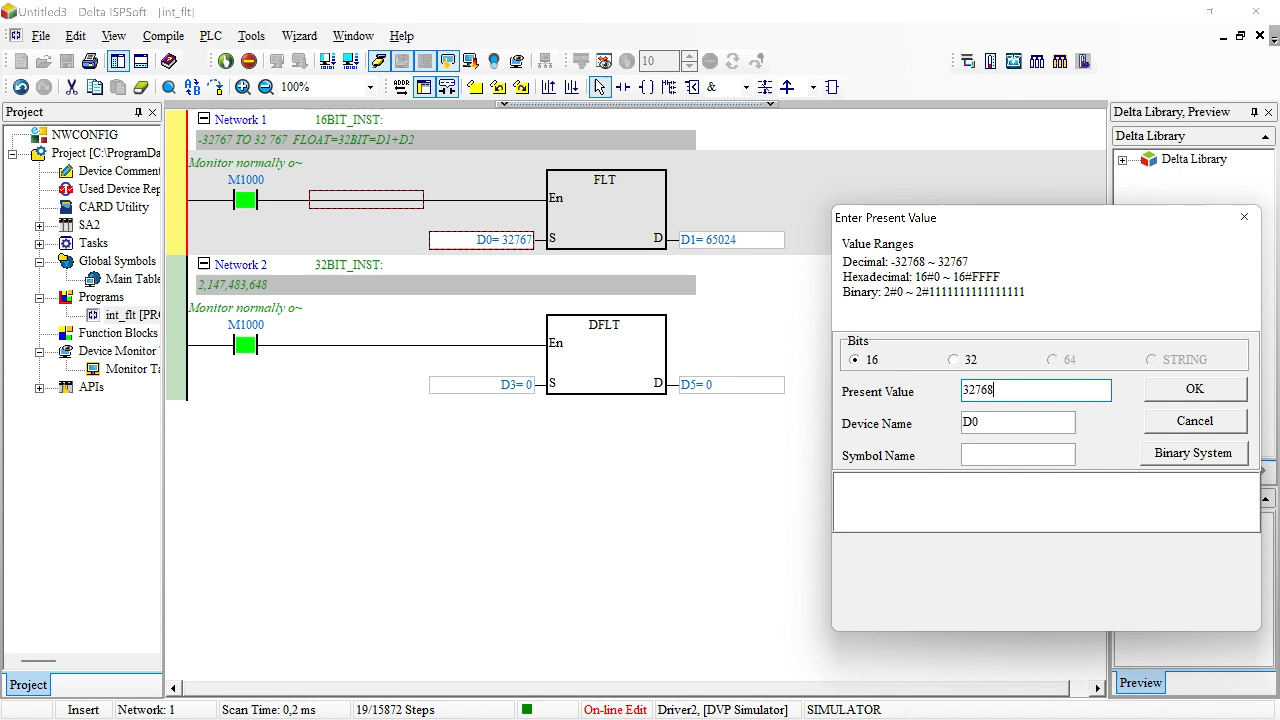 Untitled3 - Delta ISPSoft - [int_flt]
File Edit View Compile PLC Tools Wizard Window Help
10
100%
&
Project
NWCONFIG
Project [C:\ProgramDa
Device Comment
Used Device Rep
CARD Utility
SA2
Tasks
Global Symbols
Main Table
Programs
int_flt [PRO
Function Blocks
Device Monitor T
Monitor Ta
APIs
Project
Network 1 16BIT_INST:
-32767 TO 32 767 FLOAT=32BIT=D1+D2
Monitor normally o~
M1000
FLT
En
D0= 32767 S D D1= 65024
Network 2 32BIT_INST:
2,147,483,648
Monitor normally o~
M1000
DFLT
En
D3= 0 S D D5= 0
Delta Library, Preview
Delta Library
Delta Library
Enter Present Value
Value Ranges
Decimal: -32768 ~ 32767
Hexadecimal: 16#0 ~ 16#FFFF
Binary: 2#0 ~ 2#1111111111111111
Bits
16 32 64 STRING
Present Value 32768 OK
Device Name D0 Cancel
Symbol Name Binary System
Preview
Insert Network: 1 Scan Time: 0,2 ms 19/15872 Steps On-line Edit Driver2, [DVP Simulator] SIMULATOR